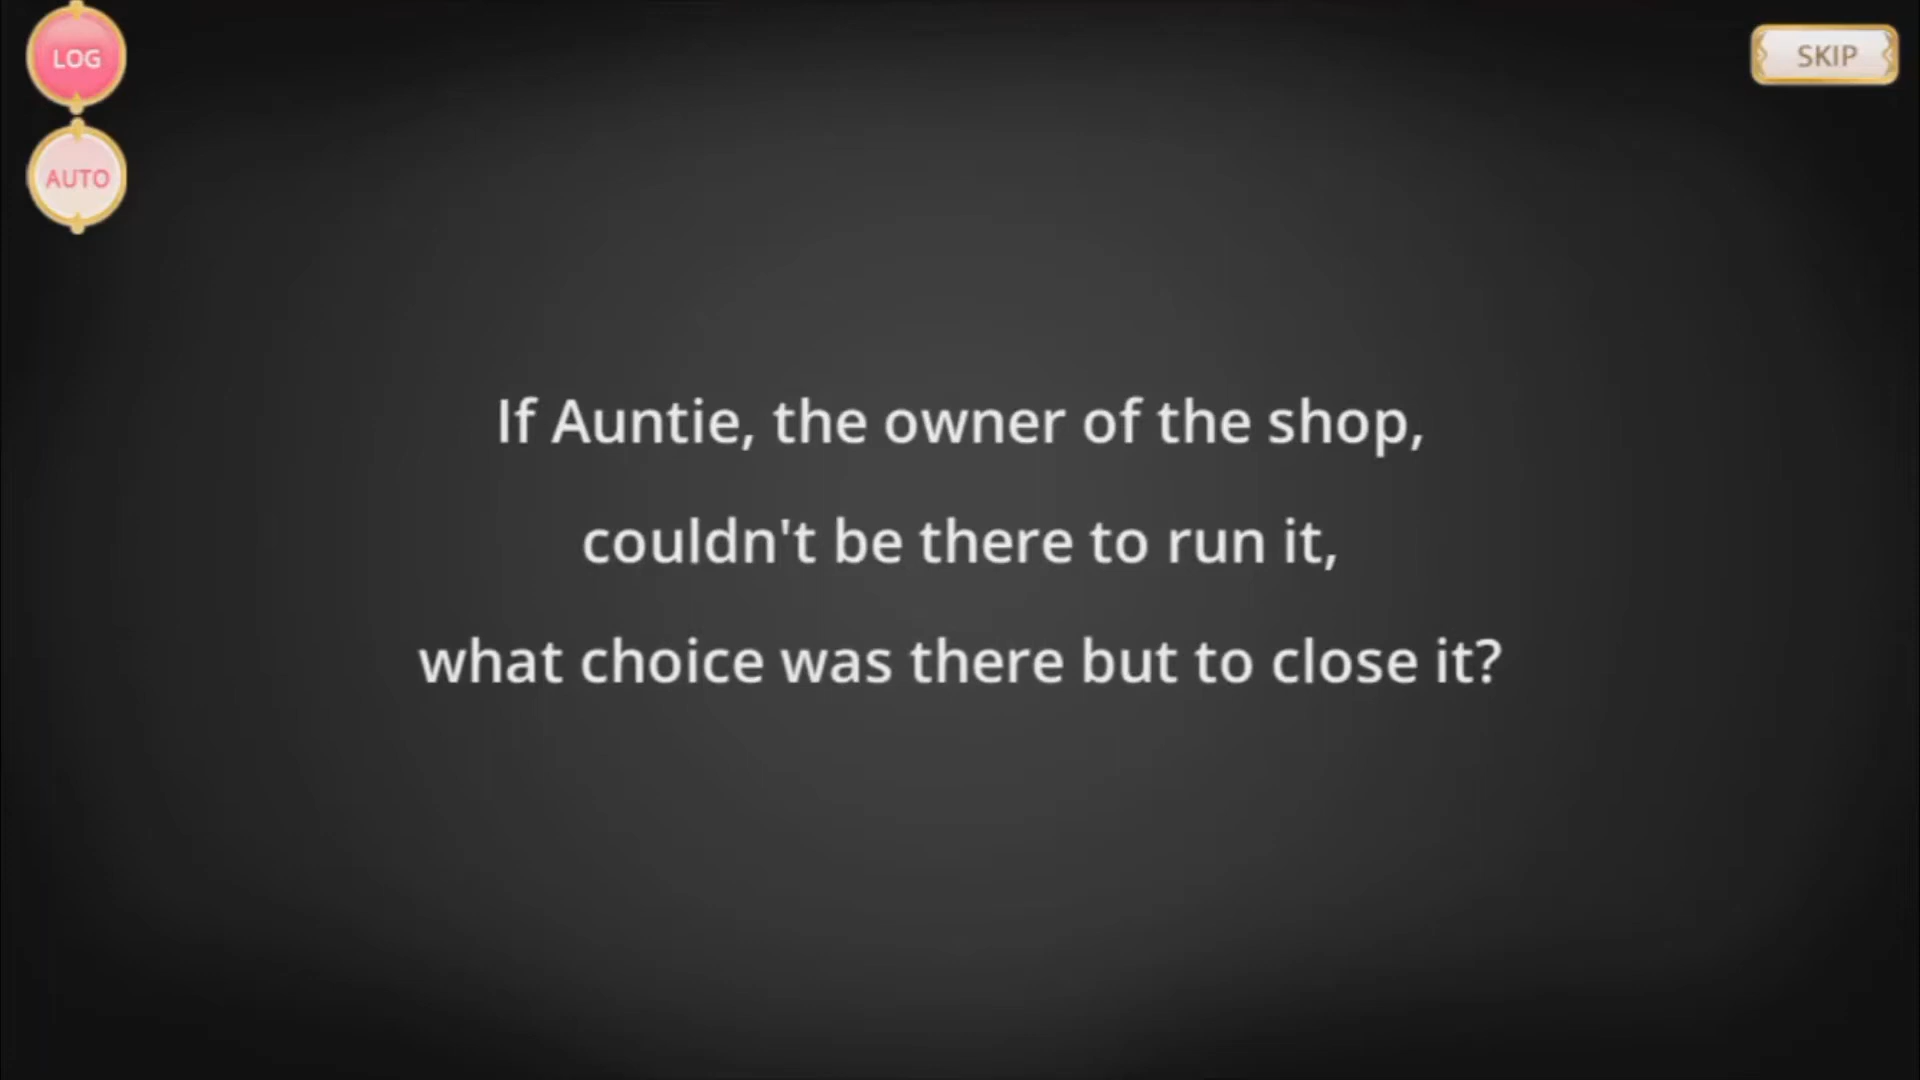 LOG
SKIP
AUTO
If Auntie, the owner of the shop,
couldn't be there to run it,
what choice was there but to close it?